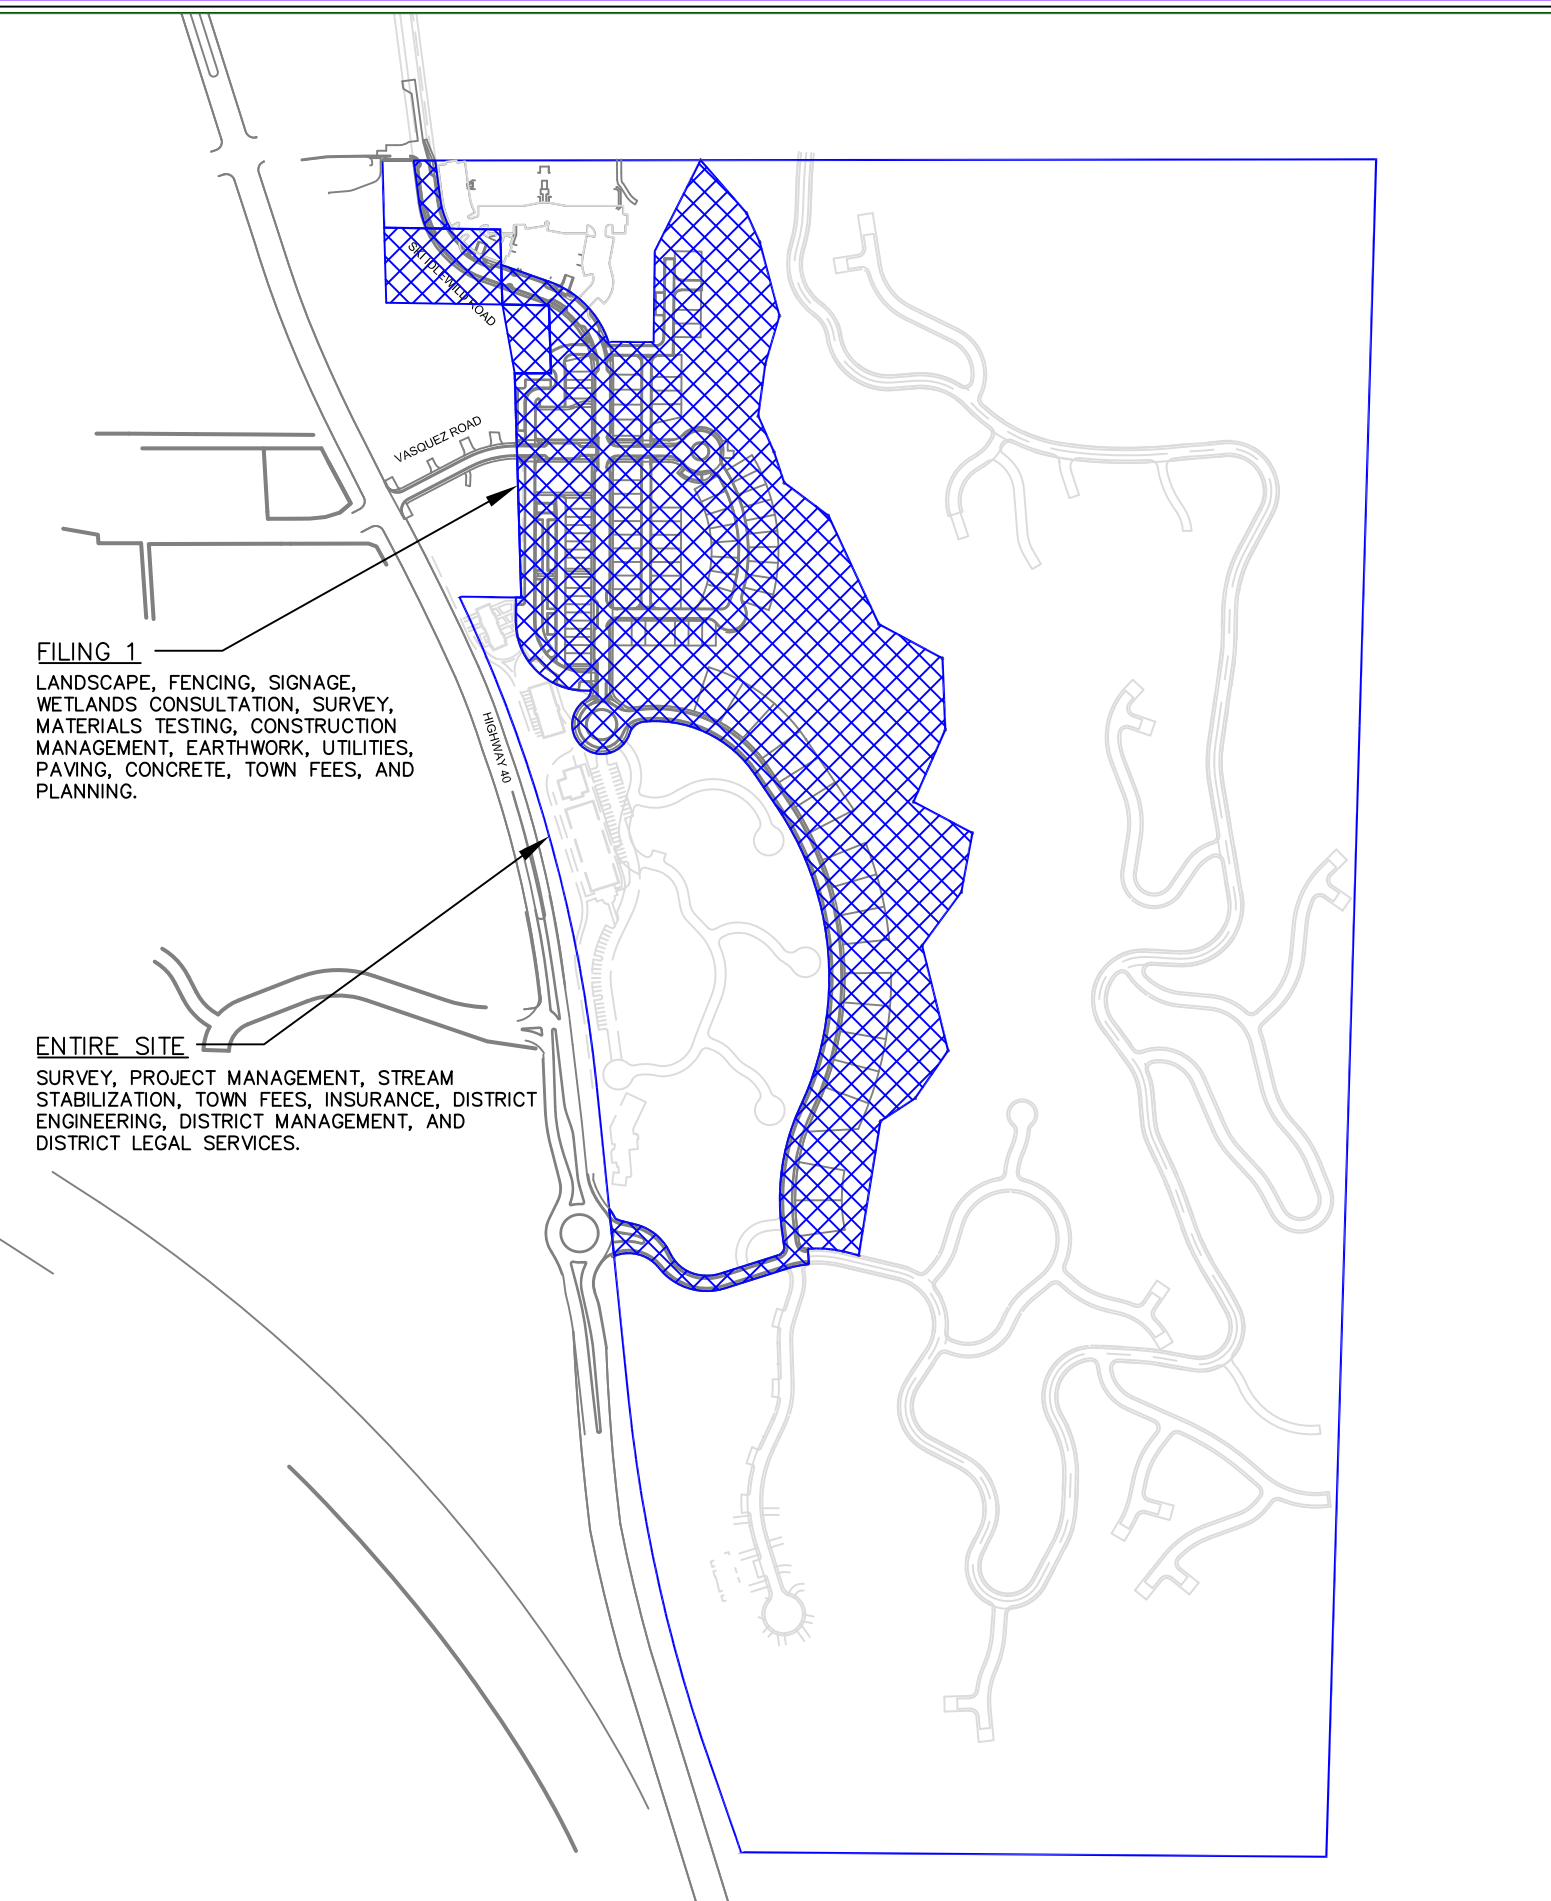 SKI IDLEWILD ROAD
VASQUEZ ROAD
FILING 1
LANDSCAPE, FENCING, SIGNAGE,
WETLANDS CONSULTATION, SURVEY,
MATERIALS TESTING, CONSTRUCTION
MANAGEMENT, EARTHWORK, UTILITIES,
PAVING, CONCRETE, TOWN FEES, AND
PLANNING.
HIGHWAY 40
ENTIRE SITE
SURVEY, PROJECT MANAGEMENT, STREAM
STABILIZATION, TOWN FEES, INSURANCE, DISTRICT
ENGINEERING, DISTRICT MANAGEMENT, AND
DISTRICT LEGAL SERVICES.